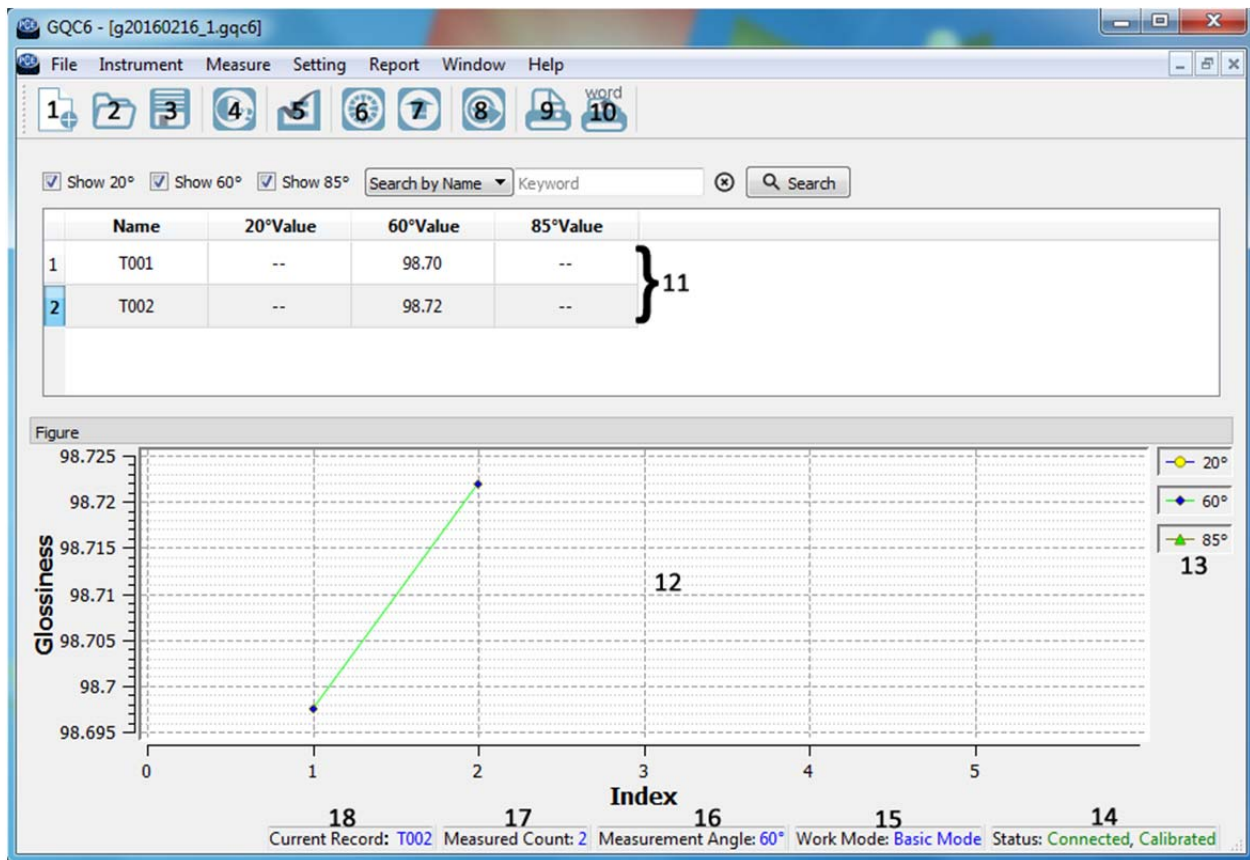 GQC6 - [g20160216_1.gqc6]
File Instrument Measure Setting Report Window Help
1 2 3 4 5 6 7 8 9 word 10
Show 20° Show 60° Show 85° Search by Name Keyword Search
Name 20°Value 60°Value 85°Value
1 T001 -- 98.70 --
11
2 T002 -- 98.72 --
Figure
98.725
98.72
98.715
98.71
98.705
98.7
98.695
Glossiness
20°
60°
85°
13
12
0 1 2 3 4 5
Index
18 17 16 15 14
Current Record: T002 Measured Count: 2 Measurement Angle: 60° Work Mode: Basic Mode Status: Connected, Calibrated